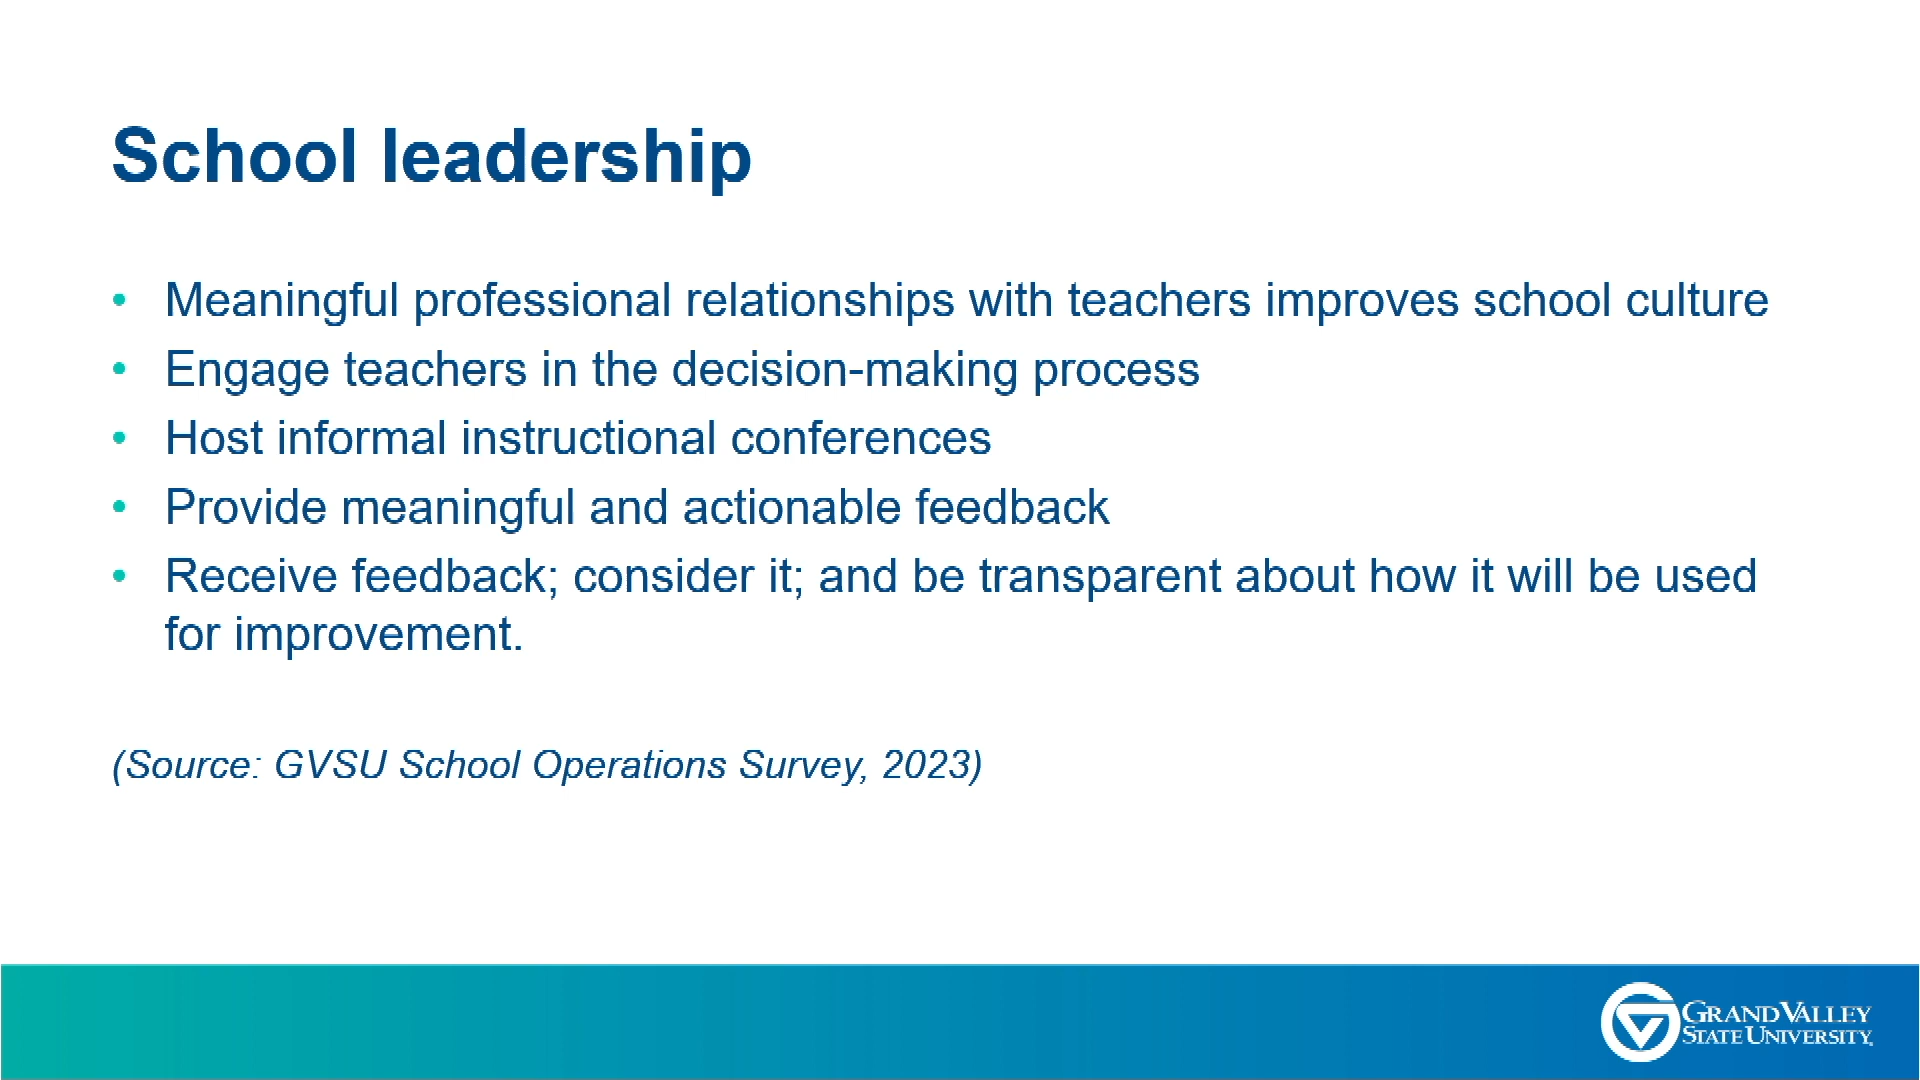 School leadership
• Meaningful professional relationships with teachers improves school culture
• Engage teachers in the decision-making process
• Host informal instructional conferences
• Provide meaningful and actionable feedback
• Receive feedback; consider it; and be transparent about how it will be used
for improvement.
(Source: GVSU School Operations Survey, 2023)
GRAND VALLEY
STATE UNIVERSITY